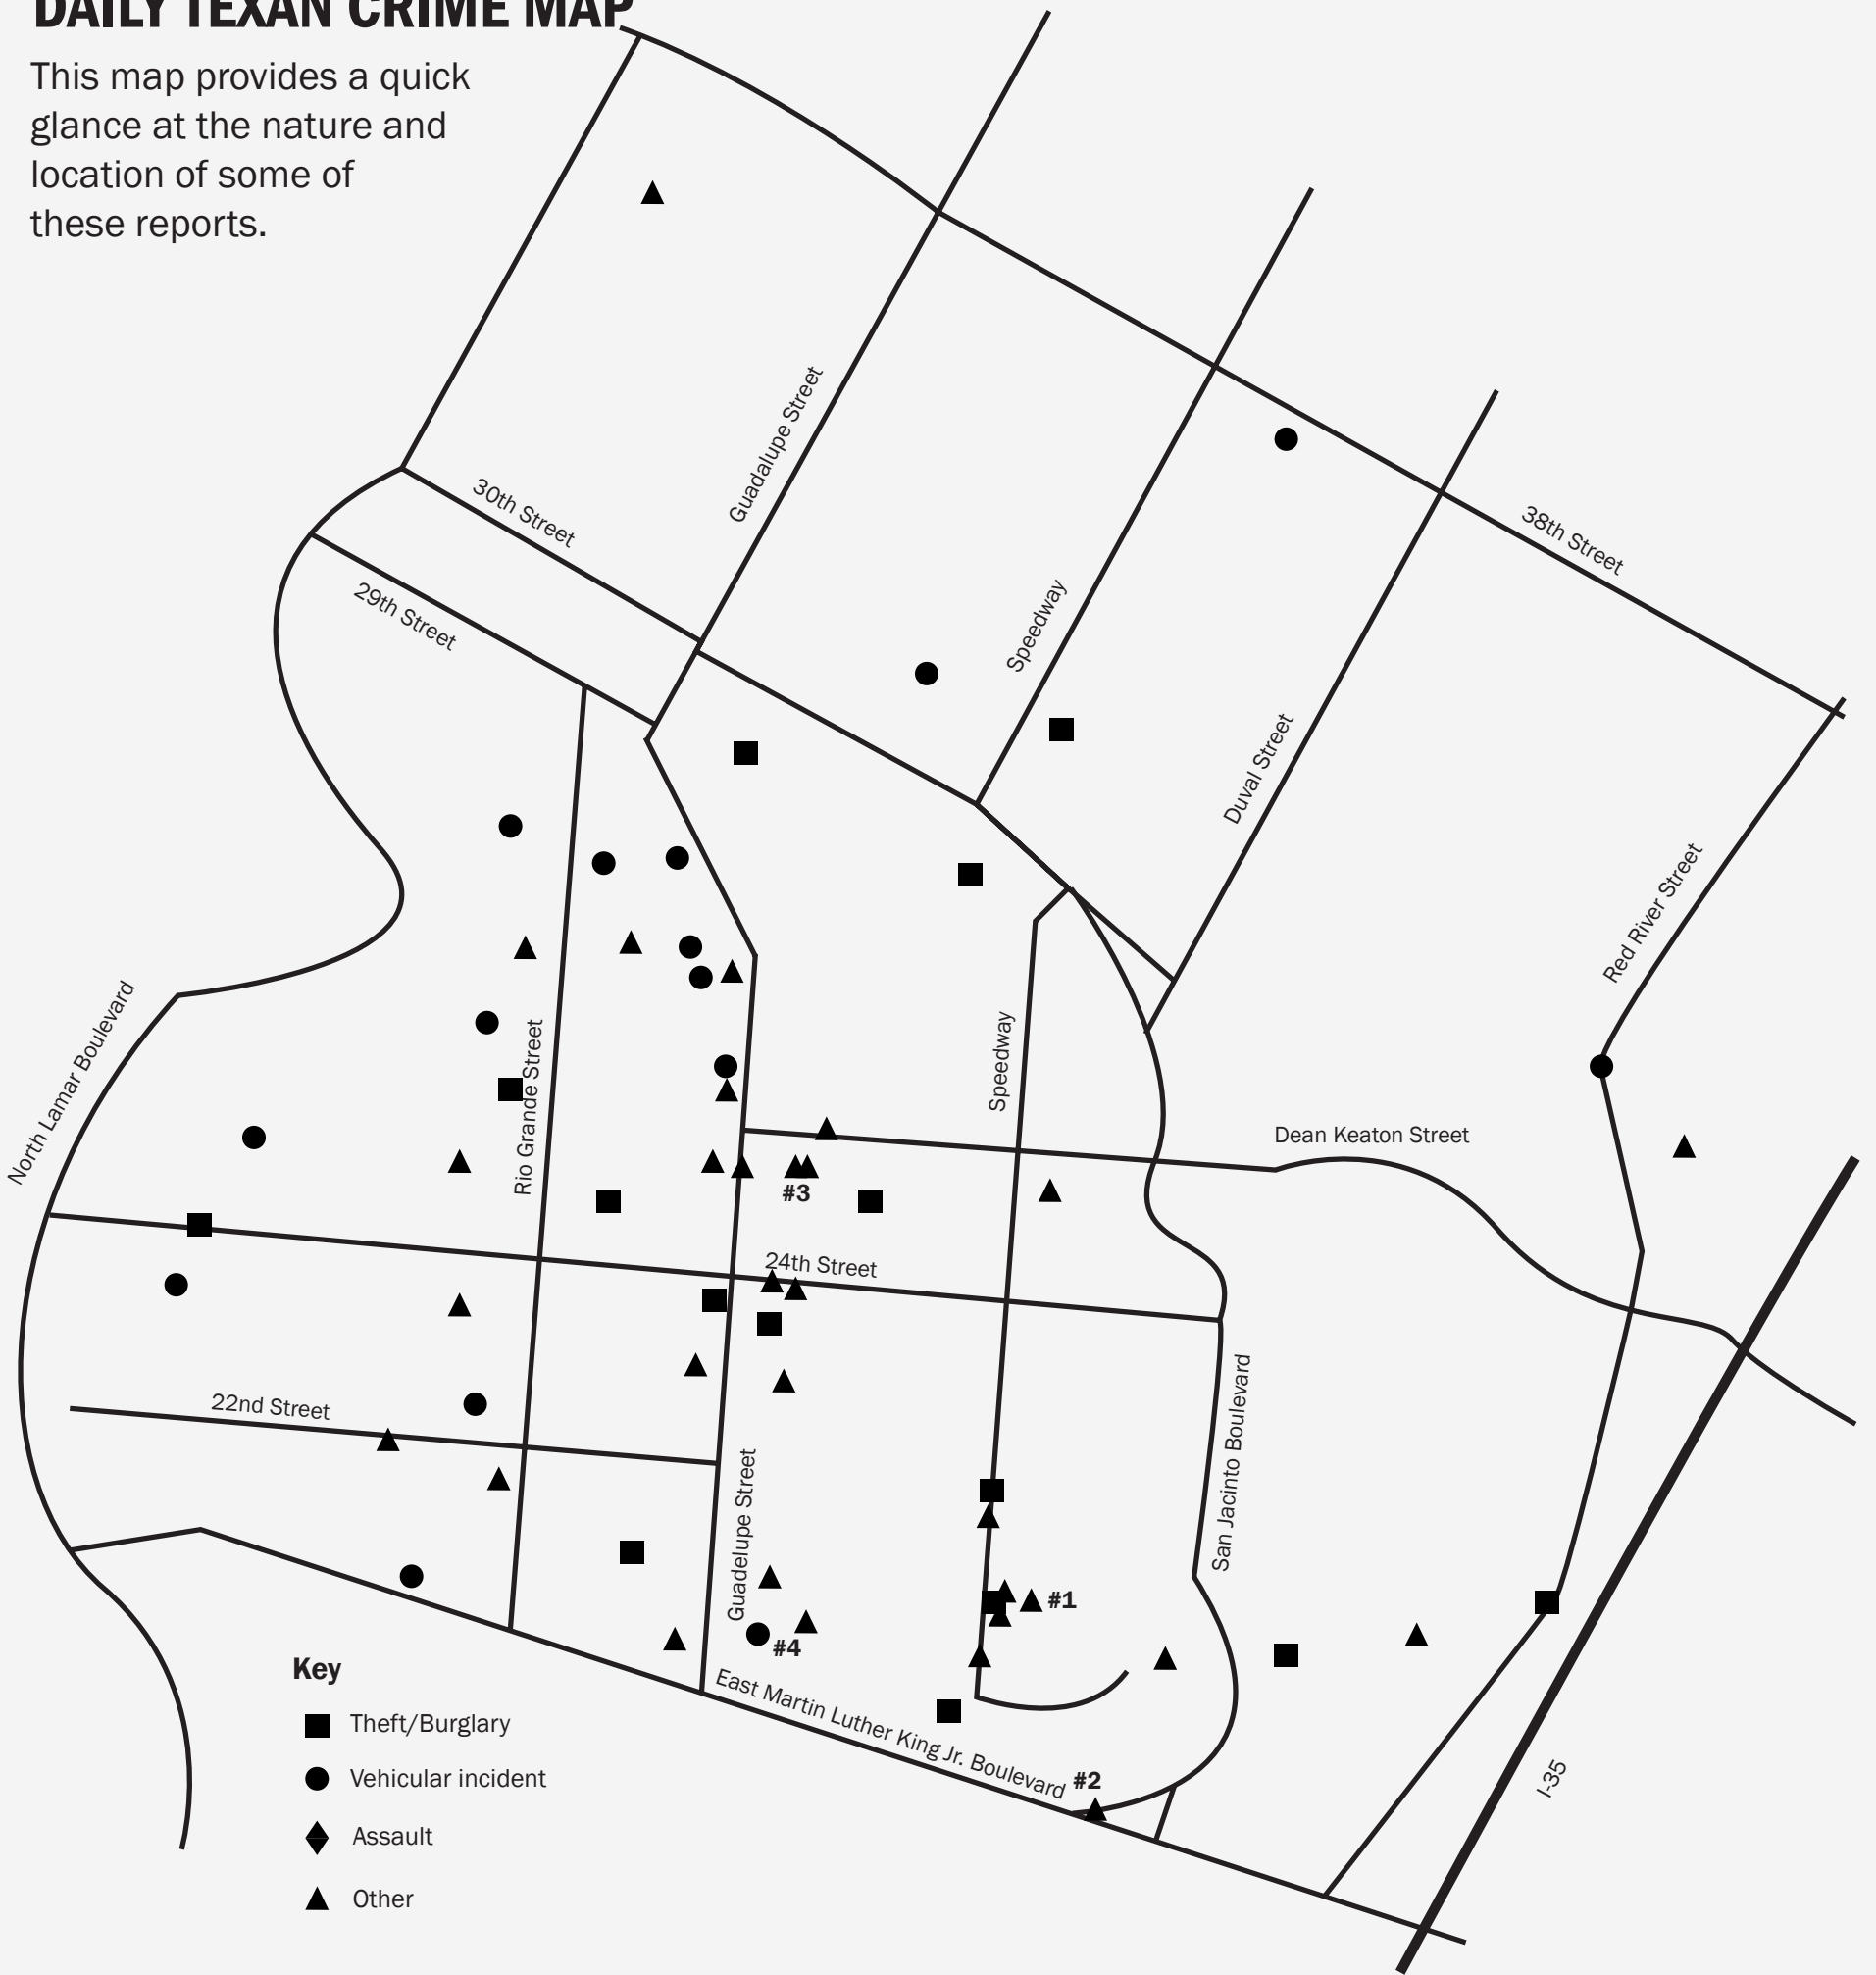 DAILY TEXAN CRIME MAP
This map provides a quick
glance at the nature and
location of some of
these reports.
Guadalupe Street
30th Street
38th Street
29th Street
Speedway
Duval Street
Red River Street
North Lamar Boulevard
Rio Grande Street
Speedway
Dean Keaton Street
#3
24th Street
22nd Street
San Jacinto Boulevard
Guadelupe Street
#1
#4
East Martin Luther King Jr. Boulevard
#2
I-35
Key
Theft/Burglary
Vehicular incident
Assault
Other